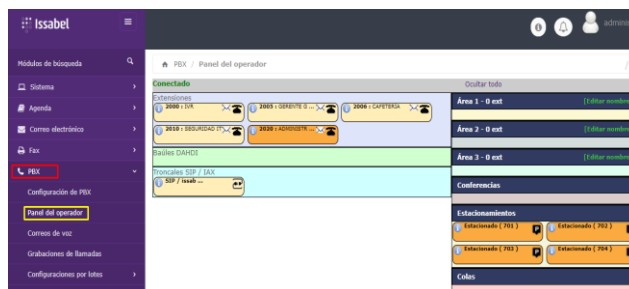 Issabel
admin
Módulos de búsqueda
PBX / Panel del operador
Sistema
Agenda
Correo electrónico
Fax
PBX
Configuración de PBX
Panel del operador
Correos de voz
Grabaciones de llamadas
Configuraciones por lotes
Conectado
Extensiones
2000 : IVR
2005 : GERENTE G ...
2006 : CAFETERIA
2010 : SEGURIDAD IT
2020 : ADMINISTR ...
Baúles DAHDI
Troncales SIP / IAX
SIP / issab ...
Ocultar todo
Área 1 - 0 ext [Editar nombre
Área 2 - 0 ext [Editar nombre
Área 3 - 0 ext [Editar nombre
Conferencias
Estacionamientos
Estacionado ( 701 )
Estacionado ( 702 )
Estacionado ( 703 )
Estacionado ( 704 )
Colas